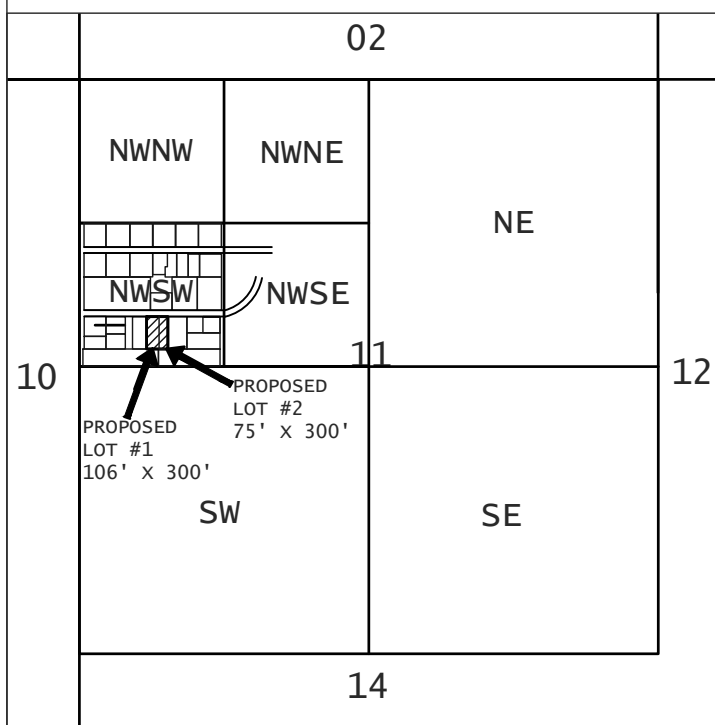 02
NWNW
NWNE
NE
NWSW
NWSE
11
10
12
PROPOSED
LOT #2
75' X 300'
PROPOSED
LOT #1
106' X 300'
SW
SE
14